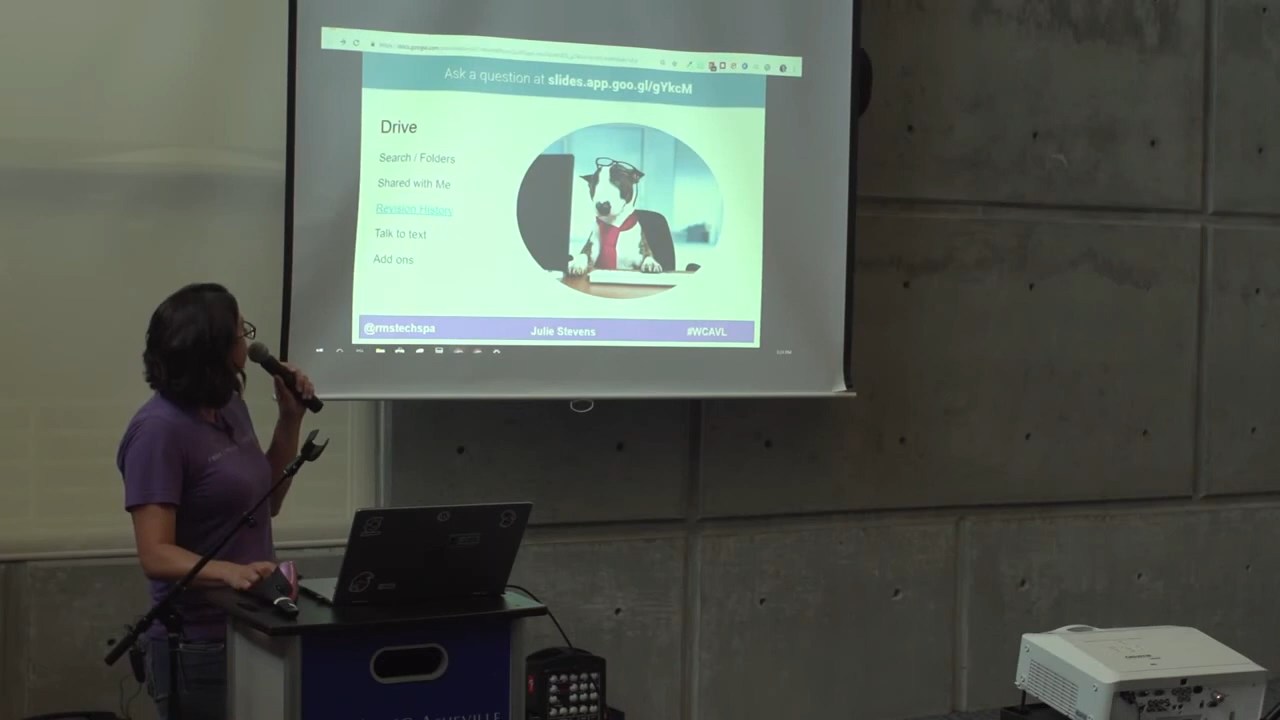 Ask a question at slides.app.goo.gl/gYkcM
Drive
Search / Folders
Shared with Me
Revision History
Talk to text
Add ons
@rmstechspa
Julie Stevens
#WCAVL
ASHEVILLE